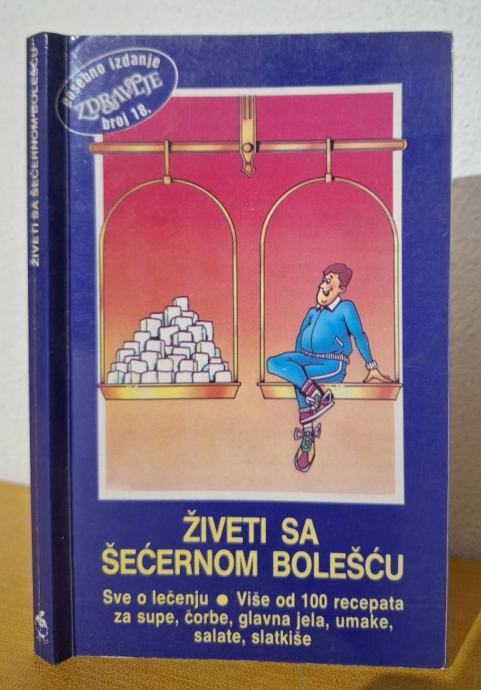 ŽIVETI SA ŠEĆERNOM BOLEŠĆU
posebno izdanje
ZDRAVLJE
broj 18.
ŽIVETI SA
ŠEĆERNOM BOLEŠĆU
Sve o lečenju ● Više od 100 recepata
za supe, čorbe, glavna jela, umake,
salate, slatkiše